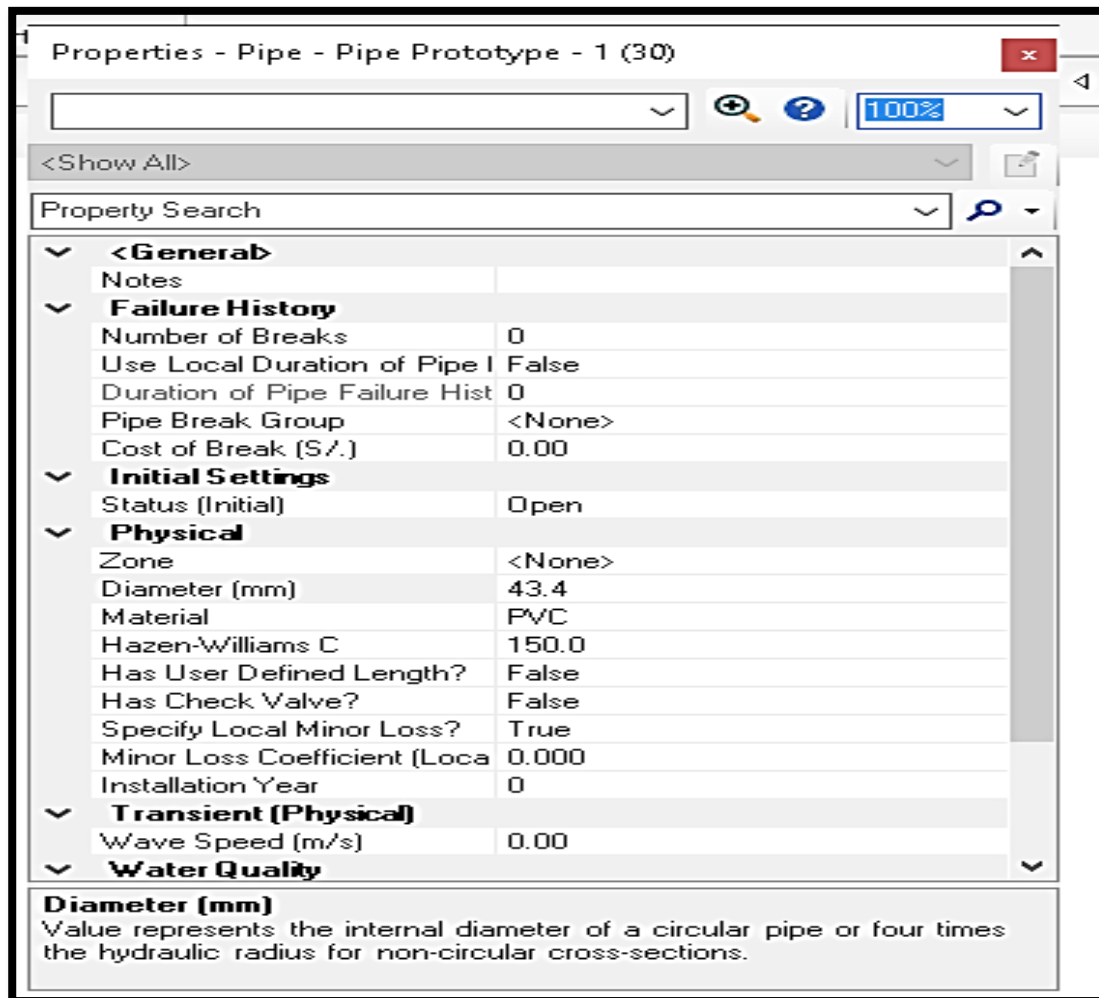 Properties - Pipe - Pipe Prototype - 1 (30)
100%
<Show All>
Property Search
<General>
Notes
Failure History
Number of Breaks 0
Use Local Duration of Pipe False
Duration of Pipe Failure Hist 0
Pipe Break Group <None>
Cost of Break (S/.) 0.00
Initial Settings
Status (Initial) Open
Physical
Zone <None>
Diameter (mm) 43.4
Material PVC
Hazen-Williams C 150.0
Has User Defined Length? False
Has Check Valve? False
Specify Local Minor Loss? True
Minor Loss Coefficient (Loca 0.000
Installation Year 0
Transient (Physical)
Wave Speed (m/s) 0.00
Water Quality
Diameter (mm)
Value represents the internal diameter of a circular pipe or four times
the hydraulic radius for non-circular cross-sections.